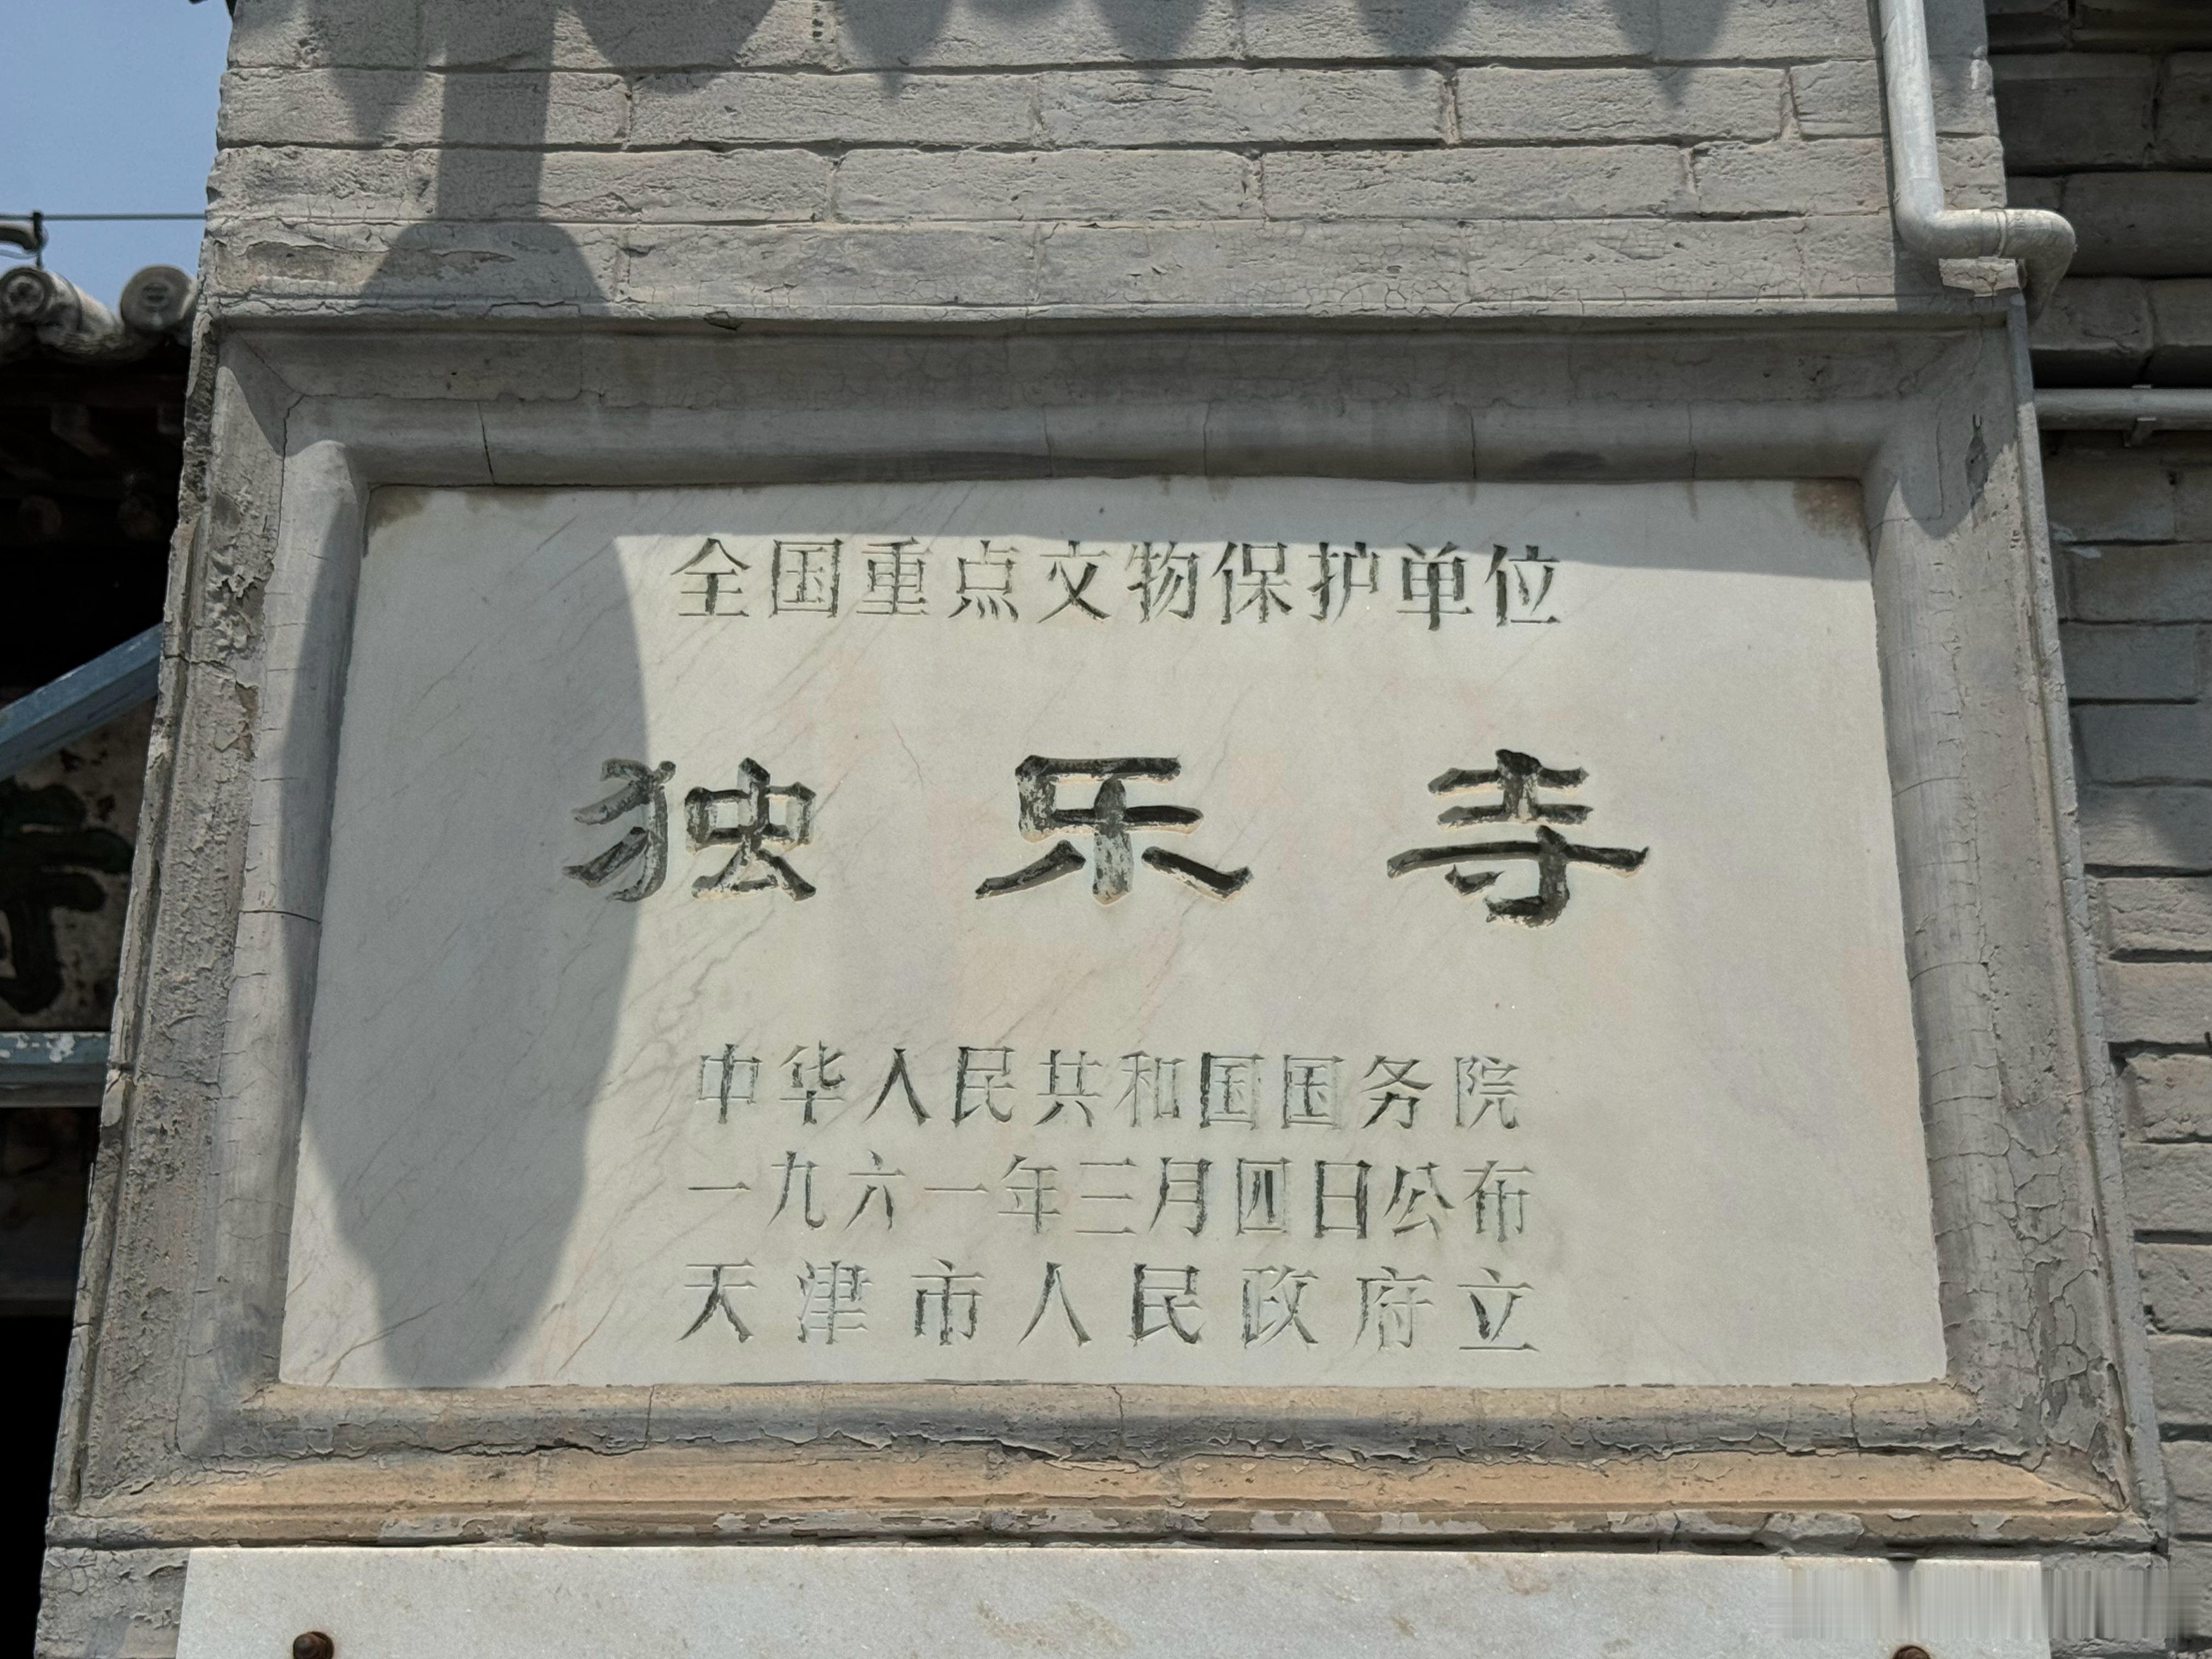 全国重点文物保护单位
独乐寺
中华人民共和国国务院
一九六一年三月四日公布
天津市人民政府立